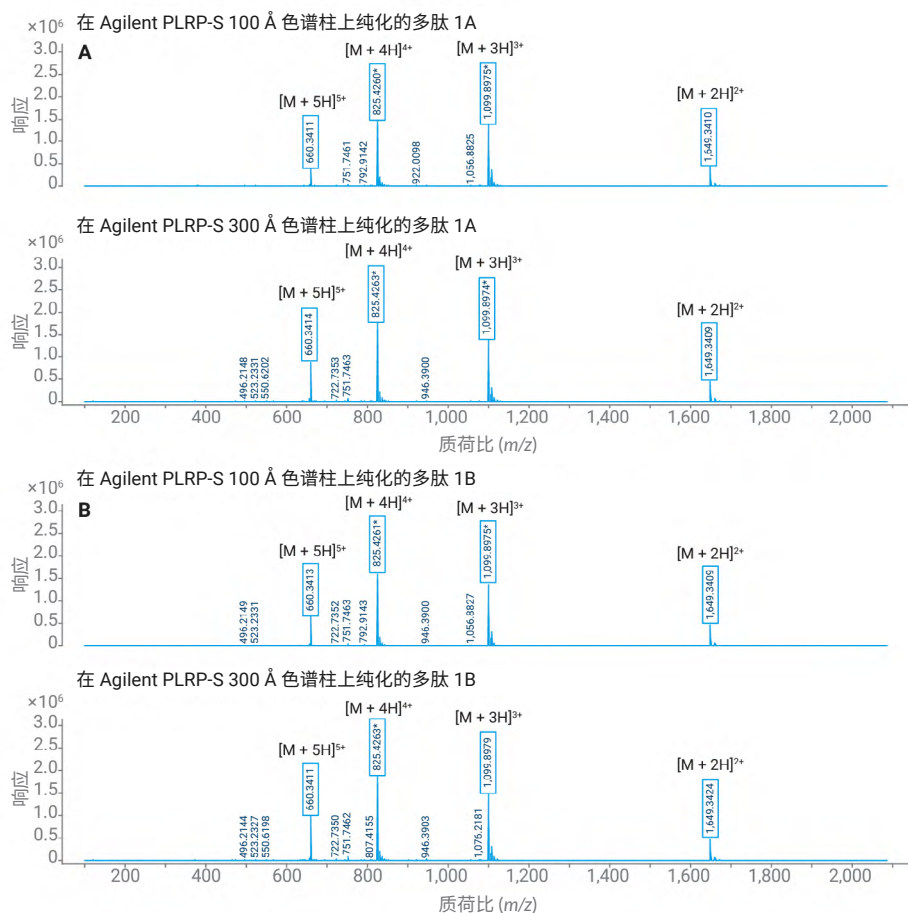 在 Agilent PLRP-S 100 Å 色谱柱上纯化的多肽 1A
×10⁶
A
[M + 4H]⁴⁺
[M + 3H]³⁺
[M + 5H]⁵⁺
[M + 2H]²⁺
3.0
2.5
2.0
1.5
1.0
0.5
0
响应
660.3411
751.7461
792.9142
825.4260*
922.0098
1,056.8825
1,099.8975*
1,649.3410
在 Agilent PLRP-S 300 Å 色谱柱上纯化的多肽 1A
×10⁶
[M + 4H]⁴⁺
[M + 3H]³⁺
[M + 5H]⁵⁺
[M + 2H]²⁺
3.0
2.5
2.0
1.5
1.0
0.5
0
响应
496.2148
523.2331
550.6202
660.3414
722.7353
751.7463
825.4263*
946.3900
1,099.8974*
1,649.3409
200 400 600 800 1,000 1,200 1,400 1,600 1,800 2,000
质荷比 (m/z)
在 Agilent PLRP-S 100 Å 色谱柱上纯化的多肽 1B
×10⁶
B
[M + 4H]⁴⁺
[M + 3H]³⁺
[M + 5H]⁵⁺
[M + 2H]²⁺
3.0
2.5
2.0
1.5
1.0
0.5
0
响应
496.2149
523.2331
660.3413
722.7352
751.7463
792.9143
825.4261*
946.3900
1,056.8827
1,099.8975*
1,649.3409
在 Agilent PLRP-S 300 Å 色谱柱上纯化的多肽 1B
×10⁶
[M + 4H]⁴⁺
[M + 3H]³⁺
[M + 5H]⁵⁺
[M + 2H]²⁺
3.0
2.5
2.0
1.5
1.0
0.5
0
响应
496.2144
523.2327
550.6198
660.3411
722.7350
751.7462
807.4155
825.4263*
946.3903
1,076.2181
1,099.8979
1,649.3424
200 400 600 800 1,000 1,200 1,400 1,600 1,800 2,000
质荷比 (m/z)